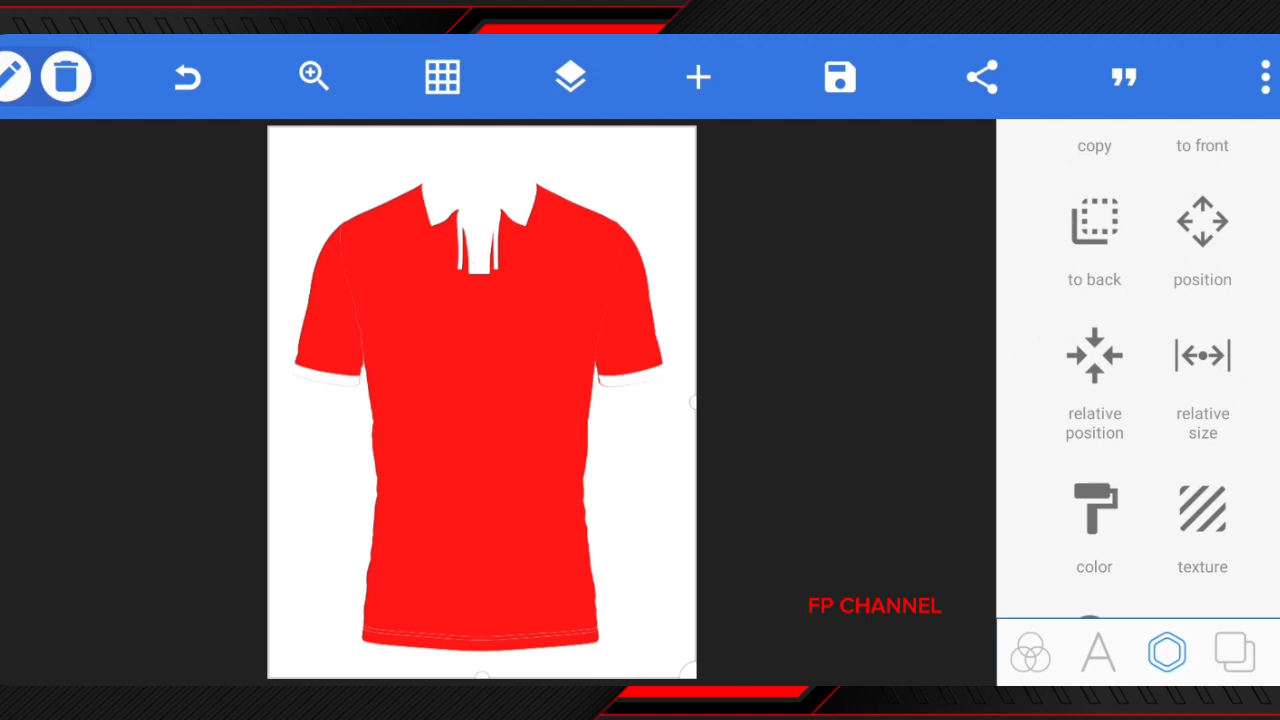 copy
to front
to back
position
relative
position
relative
size
color
texture
FP CHANNEL